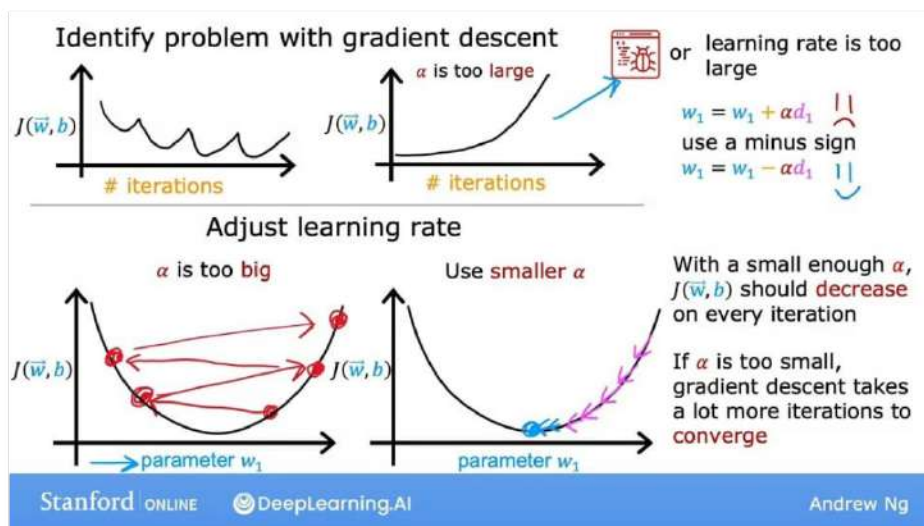 Identify problem with gradient descent
J(w⃗, b)
# iterations
α is too large
J(w⃗, b)
# iterations
or learning rate is too
large
w₁ = w₁ + αd₁
use a minus sign
w₁ = w₁ − αd₁
Adjust learning rate
α is too big
J(w⃗, b)
parameter w₁
Use smaller α
J(w⃗, b)
parameter w₁
With a small enough α,
J(w⃗, b) should decrease
on every iteration
If α is too small,
gradient descent takes
a lot more iterations to
converge
Stanford | ONLINE
DeepLearning.AI
Andrew Ng